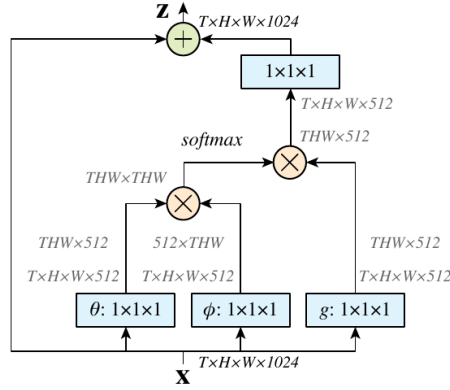 z
T×H×W×1024
+
1×1×1
T×H×W×512
THW×512
softmax
×
THW×THW
×
THW×512
512×THW
THW×512
T×H×W×512
T×H×W×512
T×H×W×512
θ: 1×1×1
ϕ: 1×1×1
g: 1×1×1
T×H×W×1024
x